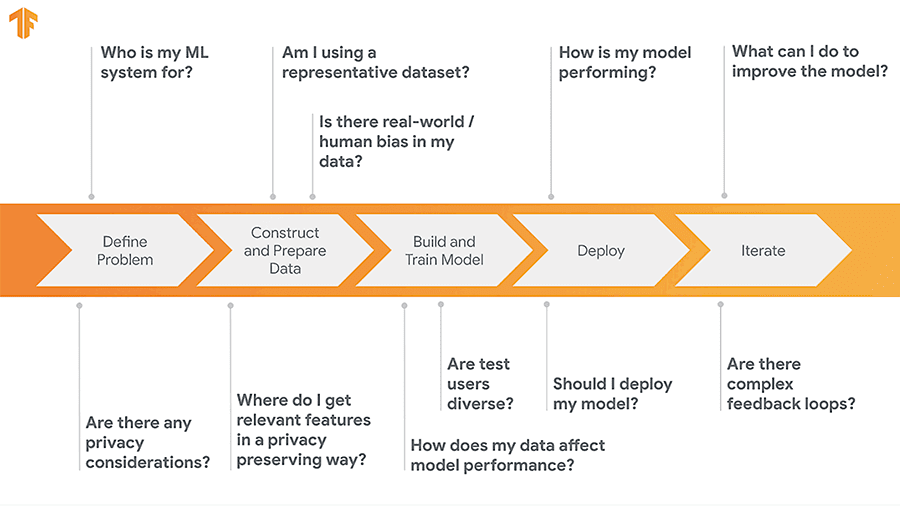 Who is my ML
system for?
Am I using a
representative dataset?
Is there real-world /
human bias in my
data?
How is my model
performing?
What can I do to
improve the model?
Define
Problem
Construct
and Prepare
Data
Build and
Train Model
Deploy
Iterate
Are there any
privacy
considerations?
Where do I get
relevant features
in a privacy
preserving way?
How does my data affect
model performance?
Are test
users
diverse?
Should I deploy
my model?
Are there
complex
feedback loops?